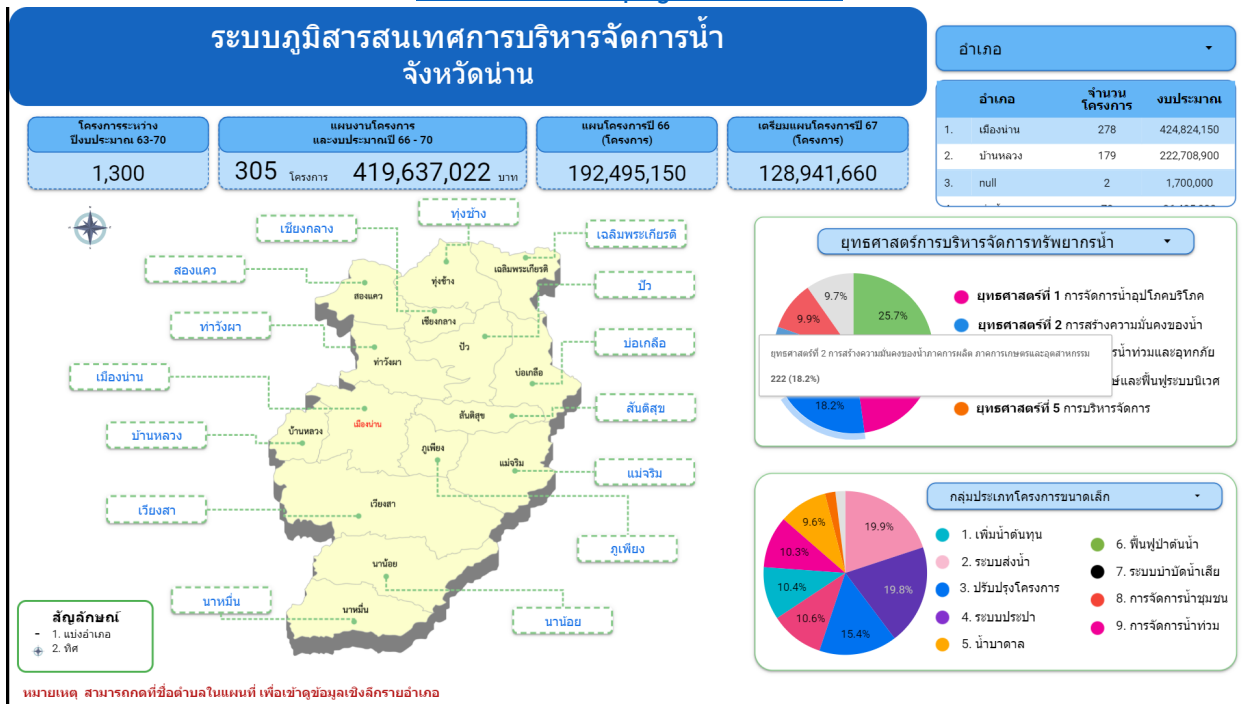 ระบบภูมิสารสนเทศการบริหารจัดการน้ำ
จังหวัดน่าน
โครงการระหว่าง
ปีงบประมาณ 63-70
1,300
แผนงานโครงการ
และงบประมาณปี 66 - 70
305 โครงการ 419,637,022 บาท
แผนโครงการปี 66
(โครงการ)
192,495,150
เตรียมแผนโครงการปี 67
(โครงการ)
128,941,660
อำเภอ
อำเภอ จำนวนโครงการ งบประมาณ
1. เมืองน่าน 278 424,824,150
2. บ้านหลวง 179 222,708,900
3. null 2 1,700,000
ทุ่งช้าง
เชียงกลาง
เฉลิมพระเกียรติ
สองแคว
ปัว
ท่าวังผา
บ่อเกลือ
เมืองน่าน
สันติสุข
บ้านหลวง
แม่จริม
เวียงสา
ภูเพียง
นาหมื่น
นาน้อย
เฉลิมพระเกียรติ
ทุ่งช้าง
สองแคว
เชียงกลาง
ปัว
ท่าวังผา
บ่อเกลือ
สันติสุข
เมืองน่าน
บ้านหลวง
ภูเพียง
แม่จริม
เวียงสา
นาน้อย
นาหมื่น
สัญลักษณ์
- 1. แบ่งอำเภอ
2. ทิศ
หมายเหตุ สามารถกดที่ชื่อตำบลในแผนที่ เพื่อเข้าดูข้อมูลเชิงลึกรายอำเภอ
ยุทธศาสตร์การบริหารจัดการทรัพยากรน้ำ
9.7%
25.7%
9.9%
18.2%
ยุทธศาสตร์ที่ 2 การสร้างความมั่นคงของน้ำภาคการผลิต ภาคการเกษตรและอุตสาหกรรม
222 (18.2%)
ยุทธศาสตร์ที่ 1 การจัดการน้ำอุปโภคบริโภค
ยุทธศาสตร์ที่ 2 การสร้างความมั่นคงของน้ำ
รน้ำท่วมและอุทกภัย
ษ์และฟื้นฟูระบบนิเวศ
ยุทธศาสตร์ที่ 5 การบริหารจัดการ
กลุ่มประเภทโครงการขนาดเล็ก
9.6%
19.9%
10.3%
10.4%
19.8%
10.6%
15.4%
1. เพิ่มน้ำต้นทุน
2. ระบบส่งน้ำ
3. ปรับปรุงโครงการ
4. ระบบประปา
5. น้ำบาดาล
6. ฟื้นฟูป่าต้นน้ำ
7. ระบบบำบัดน้ำเสีย
8. การจัดการน้ำชุมชน
9. การจัดการน้ำท่วม